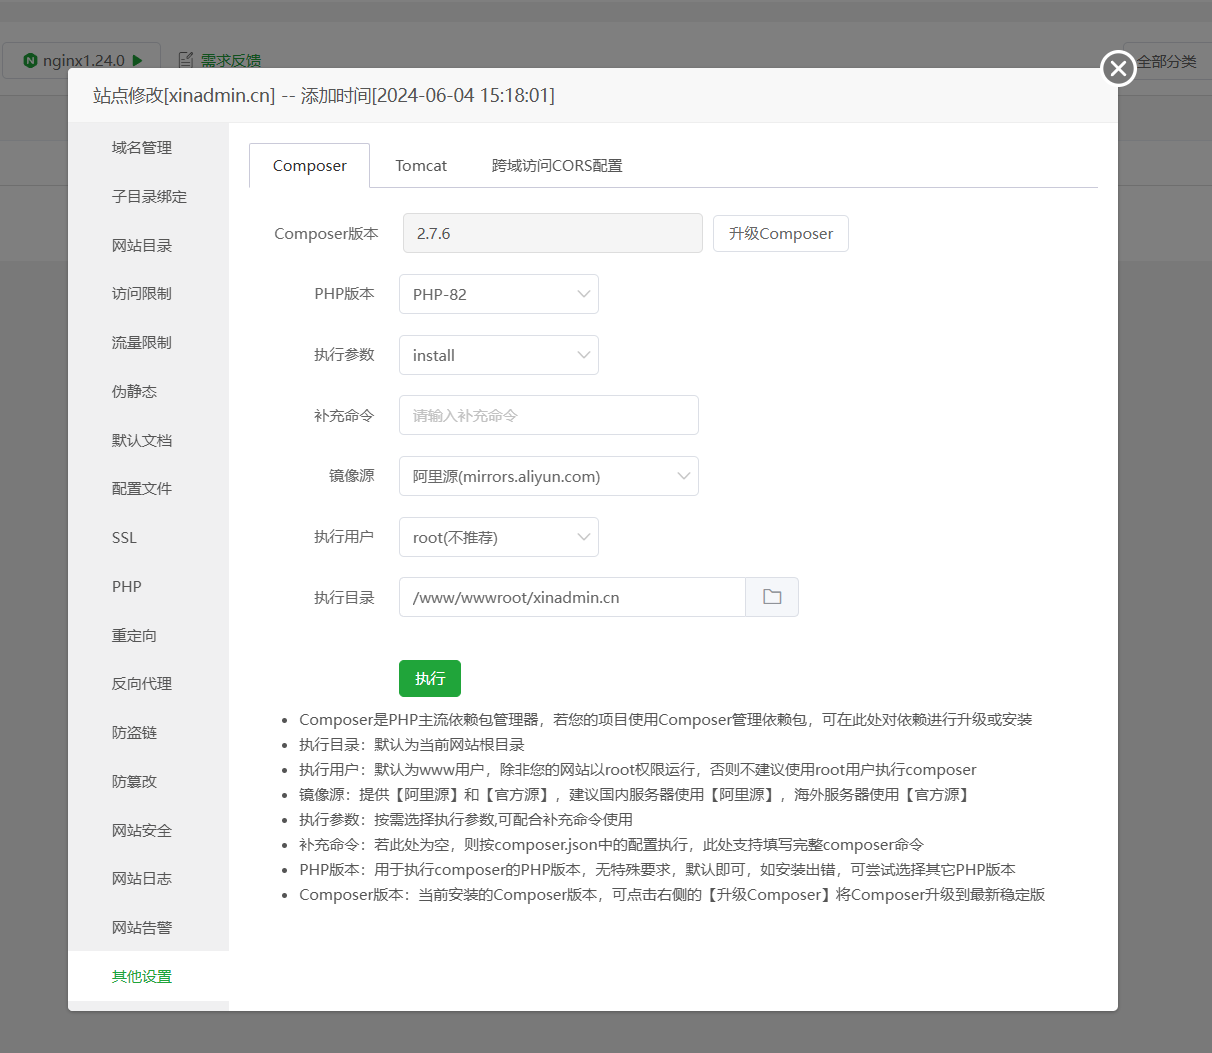 nginx1.24.0
需求反馈
全部分类
站点修改[xinadmin.cn] -- 添加时间[2024-06-04 15:18:01]
域名管理
子目录绑定
网站目录
访问限制
流量限制
伪静态
默认文档
配置文件
SSL
PHP
重定向
反向代理
防盗链
防篡改
网站安全
网站日志
网站告警
其他设置
Composer
Tomcat
跨域访问CORS配置
Composer版本
2.7.6
升级Composer
PHP版本
PHP-82
执行参数
install
补充命令
请输入补充命令
镜像源
阿里源(mirrors.aliyun.com)
执行用户
root(不推荐)
执行目录
/www/wwwroot/xinadmin.cn
执行
Composer是PHP主流依赖包管理器，若您的项目使用Composer管理依赖包，可在此处对依赖进行升级或安装
执行目录：默认为当前网站根目录
执行用户：默认为www用户，除非您的网站以root权限运行，否则不建议使用root用户执行composer
镜像源：提供【阿里源】和【官方源】，建议国内服务器使用【阿里源】，海外服务器使用【官方源】
执行参数：按需选择执行参数,可配合补充命令使用
补充命令：若此处为空，则按composer.json中的配置执行，此处支持填写完整composer命令
PHP版本：用于执行composer的PHP版本，无特殊要求，默认即可，如安装出错，可尝试选择其它PHP版本
Composer版本：当前安装的Composer版本，可点击右侧的【升级Composer】将Composer升级到最新稳定版